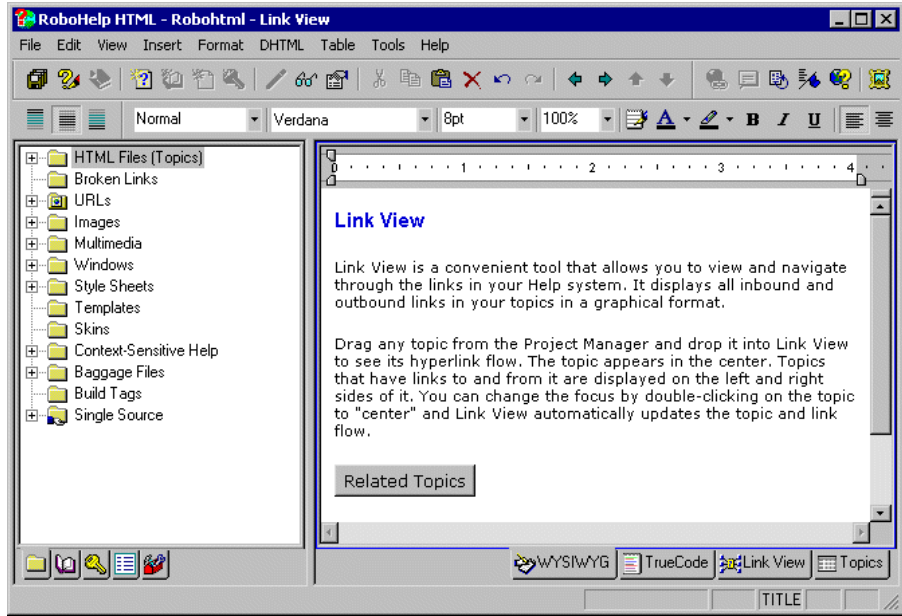 RoboHelp HTML - Robohtml - Link View
File Edit View Insert Format DHTML Table Tools Help
Normal Verdana 8pt 100% A B I U
HTML Files (Topics)
Broken Links
URLs
Images
Multimedia
Windows
Style Sheets
Templates
Skins
Context-Sensitive Help
Baggage Files
Build Tags
Single Source
0 1 2 3 4
Link View
Link View is a convenient tool that allows you to view and navigate
through the links in your Help system. It displays all inbound and
outbound links in your topics in a graphical format.
Drag any topic from the Project Manager and drop it into Link View
to see its hyperlink flow. The topic appears in the center. Topics
that have links to and from it are displayed on the left and right
sides of it. You can change the focus by double-clicking on the topic
to "center" and Link View automatically updates the topic and link
flow.
Related Topics
WYSIWYG TrueCode Link View Topics
TITLE